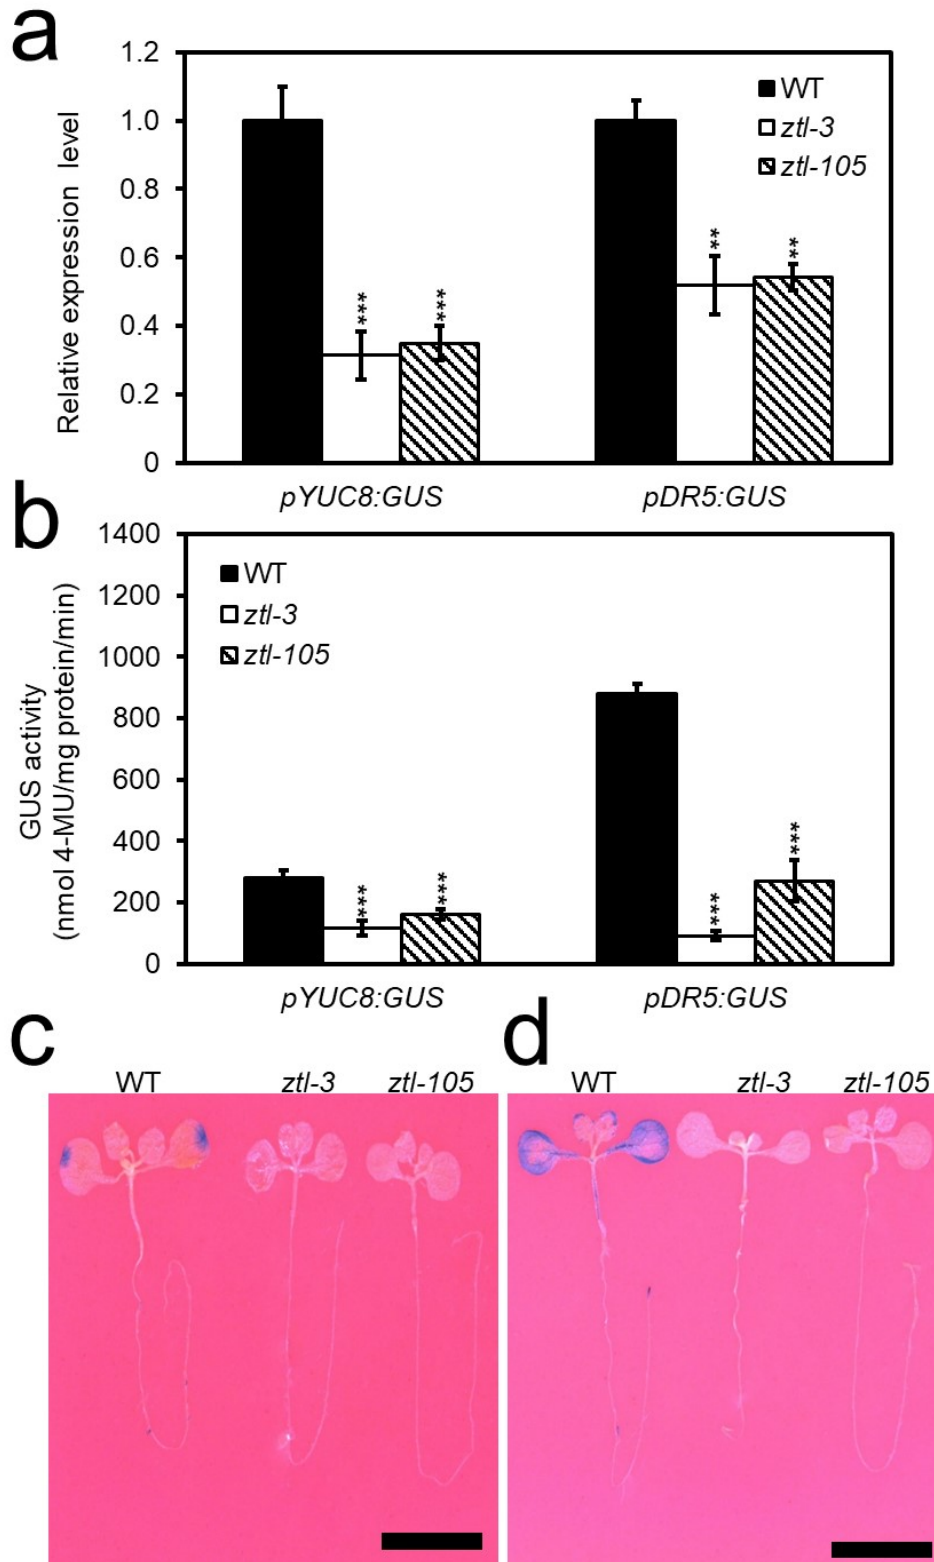 a
1.2
1.0
0.8
0.6
0.4
0.2
0
Relative expression level
WT
ztl-3
ztl-105
***
***
**
**
pYUC8:GUS
pDR5:GUS
b
1400
1200
1000
800
600
400
200
0
GUS activity
(nmol 4-MU/mg protein/min)
WT
ztl-3
ztl-105
***
***
***
***
pYUC8:GUS
pDR5:GUS
c
WT
ztl-3
ztl-105
d
WT
ztl-3
ztl-105